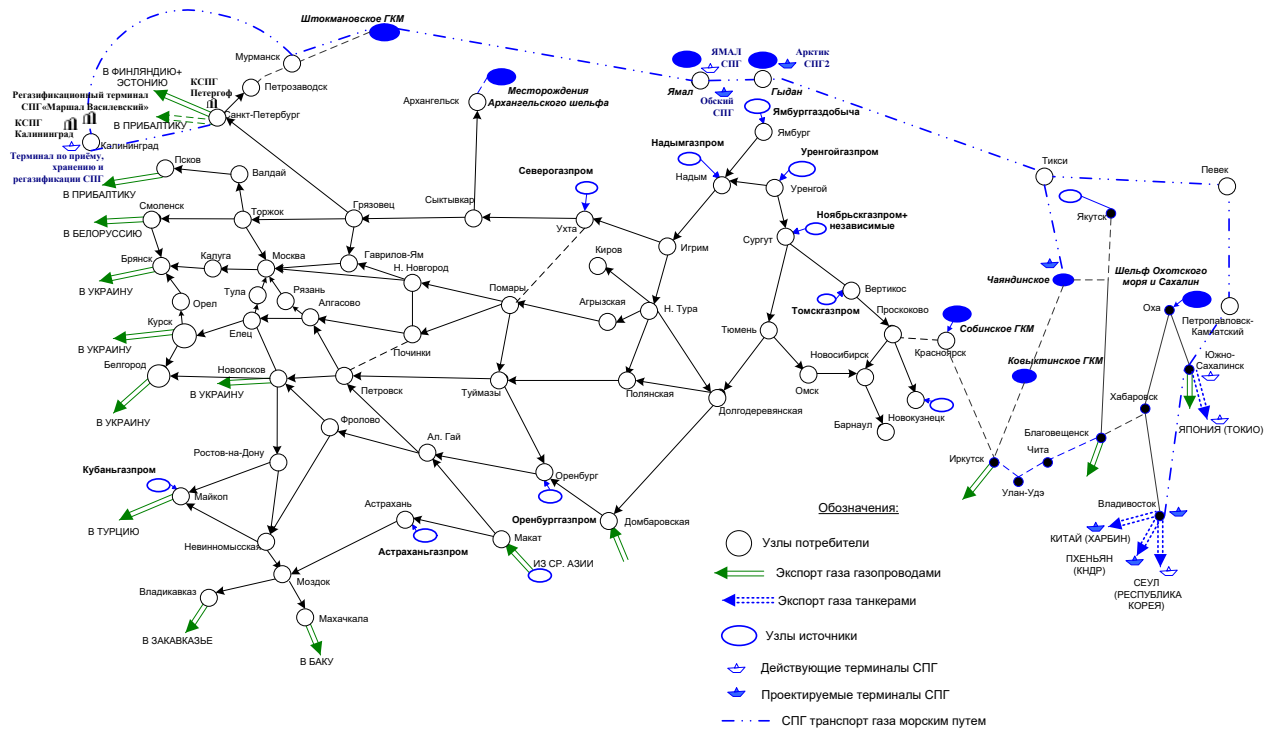 Штокмановское ГКМ
Мурманск
В ФИНЛЯНДИЮ+
ЭСТОНИЮ
КСПГ
Петергоф
Петрозаводск
Регазификационный терминал
СПГ«Маршал Василевский»
Санкт-Петербург
КСПГ
Калининград
В ПРИБАЛТИКУ
Калининград
Терминал по приёму,
хранению и
регазификации СПГ
Архангельск
Месторождения
Архангельского шельфа
ЯМАЛ
СПГ
Арктик
СПГ2
Ямал
Гыдан
Обский
СПГ
Ямбурггаздобыча
Ямбург
Надымгазпром
Надым
Уренгойгазпром
Уренгой
Псков
Валдай
В ПРИБАЛТИКУ
Северогазпром
Тикси
Певек
Якутск
Смоленск
Торжок
Грязовец
Сыктывкар
Ухта
Игрим
Сургут
Ноябрьскгазпром+
независимые
В БЕЛОРУССИЮ
Брянск
Калуга
Москва
Гаврилов-Ям
Н. Новгород
Киров
Чаяндинское
Шельф Охотского
моря и Сахалин
В УКРАИНУ
Орел
Тула
Рязань
Алгасово
Помары
Агрызская
Н. Тура
Вертикос
Томскгазпром
Проскоково
Собинское ГКМ
Оха
Петропавловск-
Камчатский
Курск
Елец
Починки
Тюмень
Красноярск
В УКРАИНУ
Белгород
Новопсков
Петровск
Туймазы
Полянская
Долгодеревянская
Омск
Новосибирск
Барнаул
Новокузнецк
Ковыктинское ГКМ
Южно-
Сахалинск
В УКРАИНУ
В УКРАИНУ
Фролово
Ал. Гай
Хабаровск
ЯПОНИЯ (ТОКИО)
Благовещенск
Ростов-на-Дону
Кубаньгазпром
Майкоп
Оренбург
Иркутск
Чита
Улан-Удэ
В ТУРЦИЮ
Астрахань
Оренбурггазпром
Домбаровская
Обозначения:
Владивосток
Невинномысская
Астраханьгазпром
Макат
ИЗ СР. АЗИИ
КИТАЙ (ХАРБИН)
ПХЕНЬЯН
(КНДР)
СЕУЛ
(РЕСПУБЛИКА
КОРЕЯ)
Моздок
Владикавказ
Махачкала
В ЗАКАВКАЗЬЕ
В БАКУ
Узлы потребители
Экспорт газа газопроводами
Экспорт газа танкерами
Узлы источники
Действующие терминалы СПГ
Проектируемые терминалы СПГ
СПГ транспорт газа морским путем